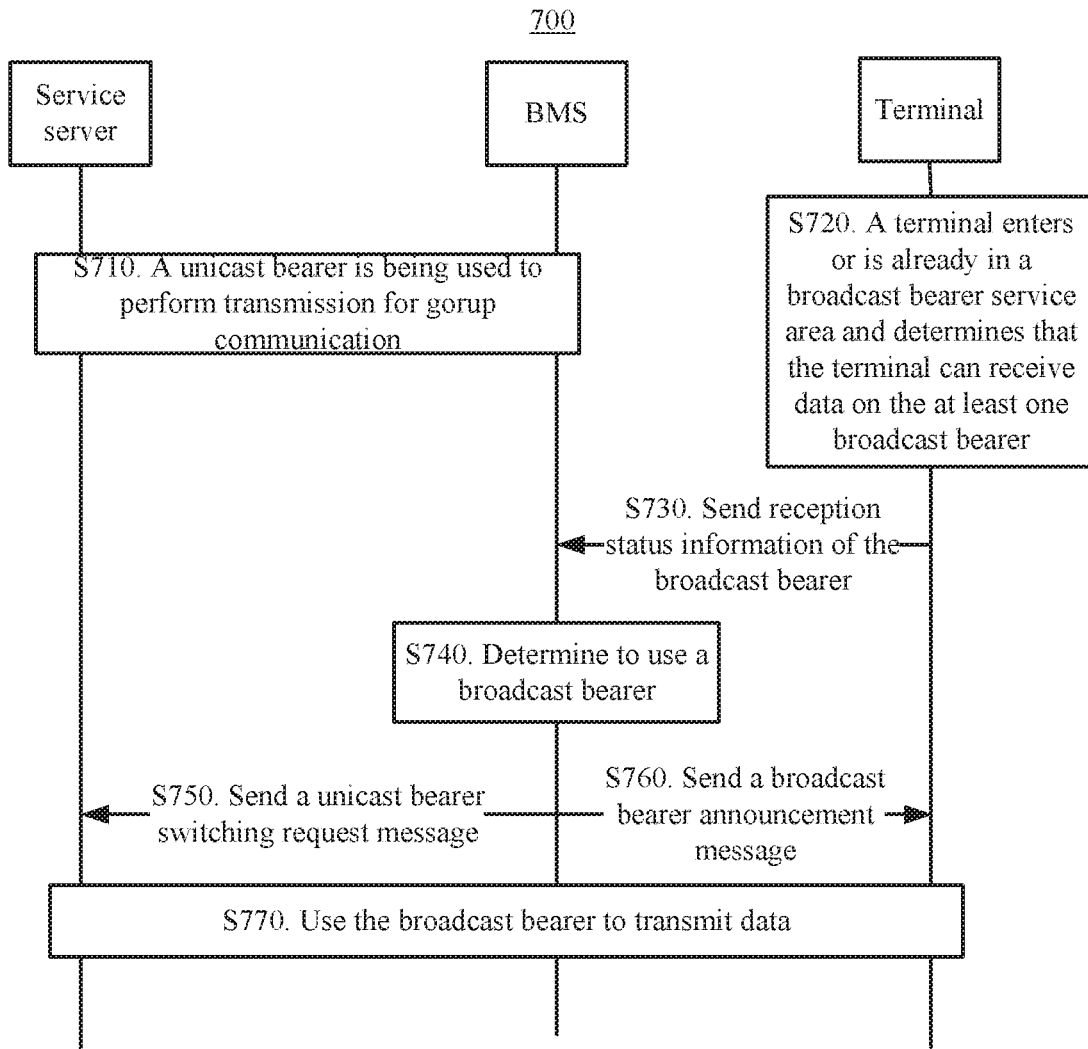 700
Service
server
BMS
Terminal
S710. A unicast bearer is being used to
perform transmission for gorup
communication
S720. A terminal enters
or is already in a
broadcast bearer service
area and determines that
the terminal can receive
data on the at least one
broadcast bearer
S730. Send reception
status information of the
broadcast bearer
S740. Determine to use a
broadcast bearer
S750. Send a unicast bearer
switching request message
S760. Send a broadcast
bearer announcement
message
S770. Use the broadcast bearer to transmit data